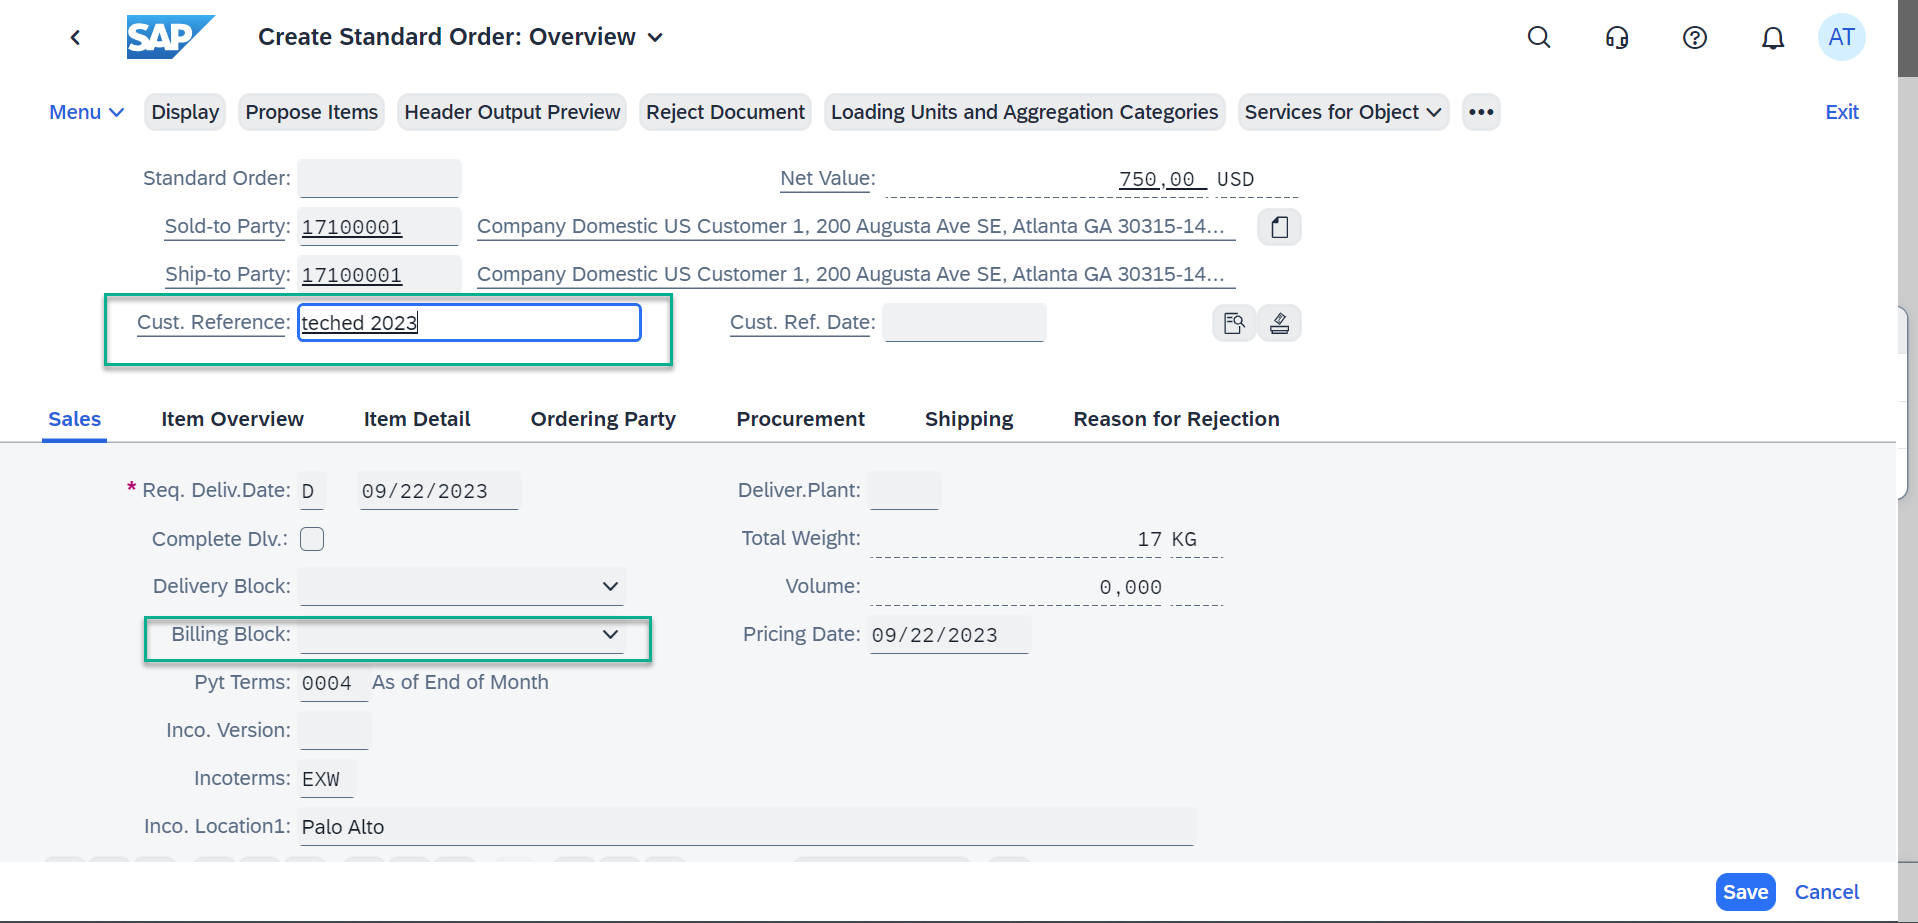 SAP Create Standard Order: Overview AT
Menu Display Propose Items Header Output Preview Reject Document Loading Units and Aggregation Categories Services for Object ••• Exit
Standard Order: Net Value: 750,00 USD
Sold-to Party: 17100001 Company Domestic US Customer 1, 200 Augusta Ave SE, Atlanta GA 30315-14...
Ship-to Party: 17100001 Company Domestic US Customer 1, 200 Augusta Ave SE, Atlanta GA 30315-14...
Cust. Reference: teched 2023 Cust. Ref. Date:
Sales Item Overview Item Detail Ordering Party Procurement Shipping Reason for Rejection
* Req. Deliv.Date: D 09/22/2023 Deliver.Plant:
Complete Dlv.: Total Weight: 17 KG
Delivery Block: Volume: 0,000
Billing Block: Pricing Date: 09/22/2023
Pyt Terms: 0004 As of End of Month
Inco. Version:
Incoterms: EXW
Inco. Location1: Palo Alto
Save Cancel